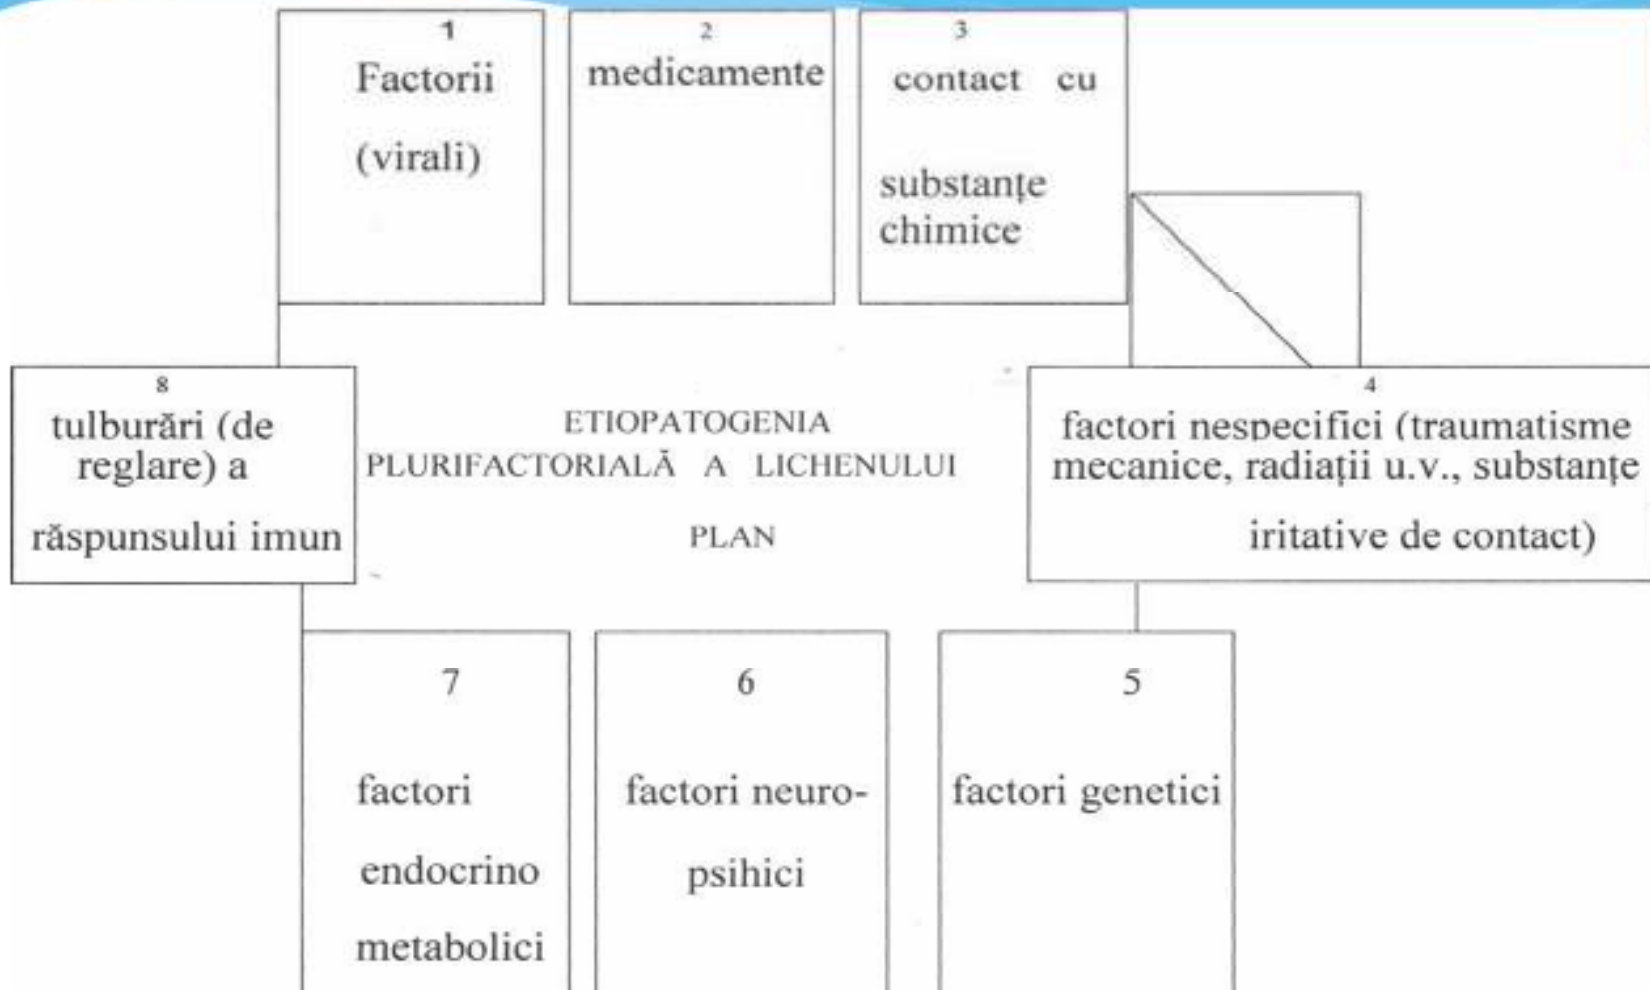 1
Factorii
(virali)
2
medicamente
3
contact cu
substanțe
chimice
8
tulburări (de
reglare) a
răspunsului imun
ETIOPATOGENIA
PLURIFACTORIALĂ A LICHENULUI
PLAN
4
factori nespecifici (traumatisme
mecanice, radiații u.v., substanțe
iritative de contact)
7
factori
endocrino
metabolici
6
factori neuro-
psihici
5
factori genetici